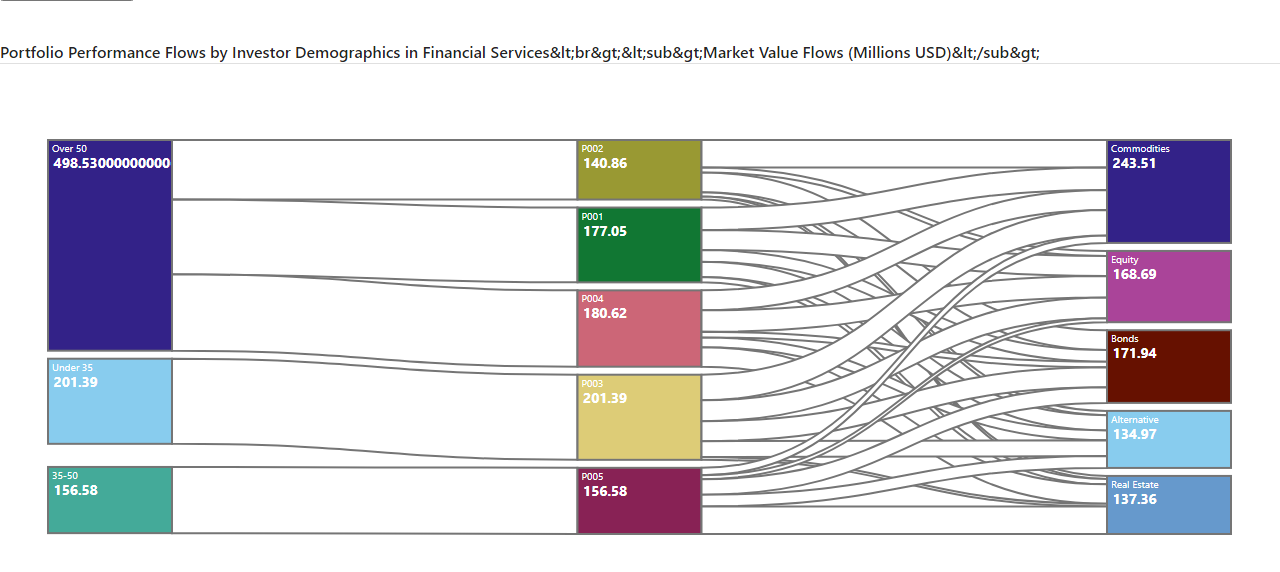 Portfolio Performance Flows by Investor Demographics in Financial Services&lt;br&gt;&lt;sub&gt;Market Value Flows (Millions USD)&lt;/sub&gt;
Over 50
498.53000000000
Under 35
201.39
35-50
156.58
P002
140.86
P001
177.05
P004
180.62
P003
201.39
P005
156.58
Commodities
243.51
Equity
168.69
Bonds
171.94
Alternative
134.97
Real Estate
137.36